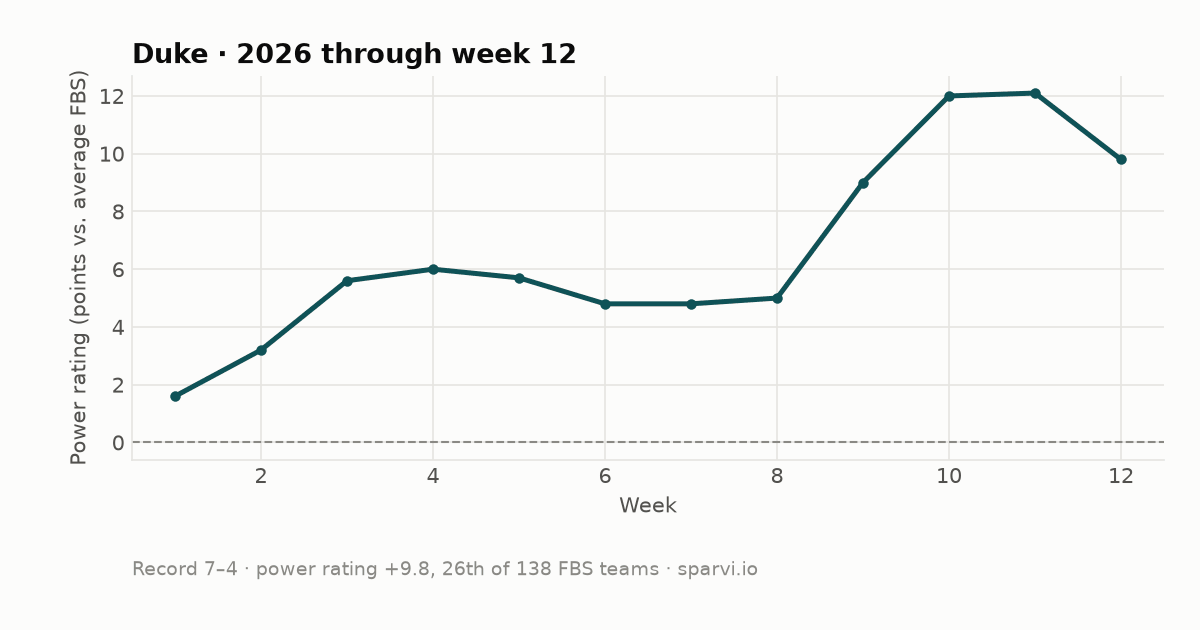 Duke · 2026 through week 12
Power rating (points vs. average FBS)
12
10
8
6
4
2
0
2 4 6 8 10 12
Week
Record 7–4 · power rating +9.8, 26th of 138 FBS teams · sparvi.io